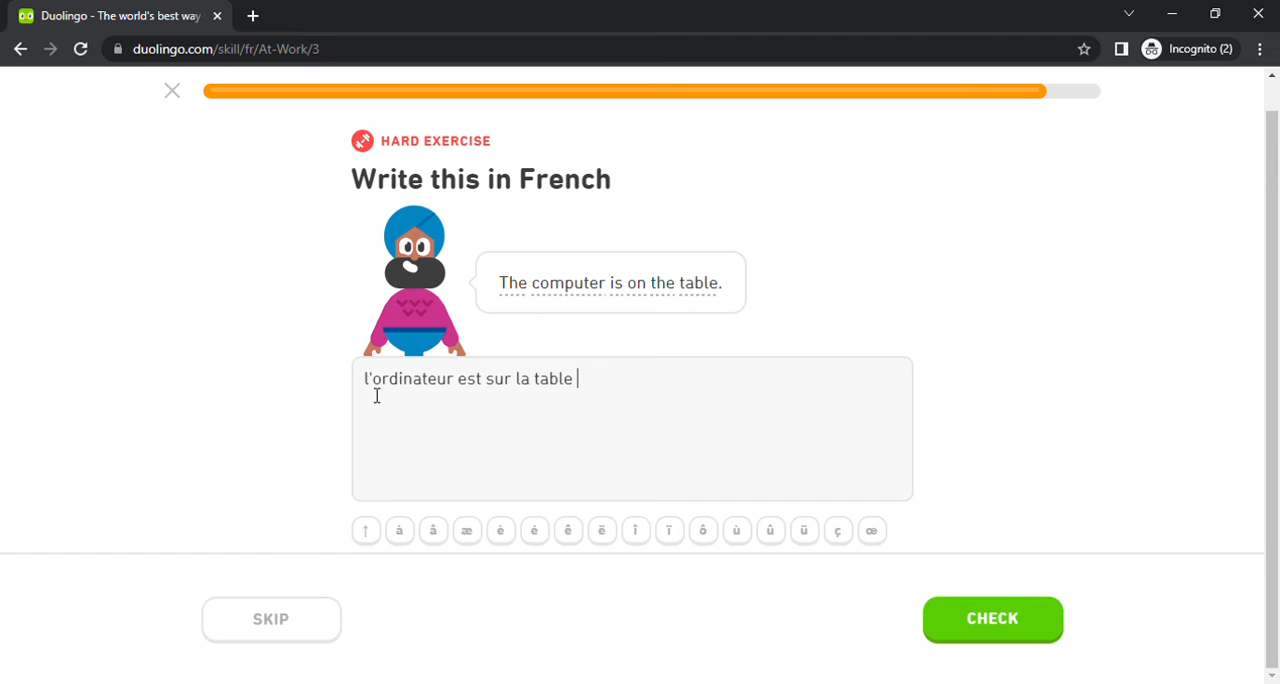 Duolingo - The world's best way
duolingo.com/skill/fr/At-Work/3
Incognito (2)
HARD EXERCISE
Write this in French
The computer is on the table.
l'ordinateur est sur la table
↑ à â æ è é ê ë î ï ô ù û ü ç œ
SKIP
CHECK